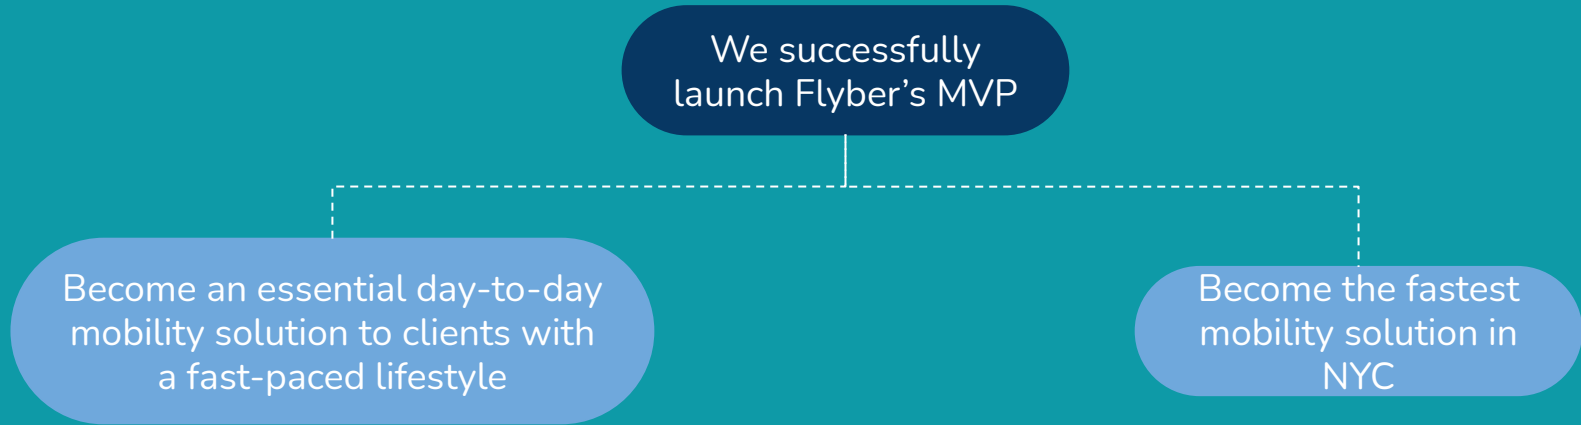 We successfully
launch Flyber’s MVP
Become an essential day-to-day
mobility solution to clients with
a fast-paced lifestyle
Become the fastest
mobility solution in
NYC